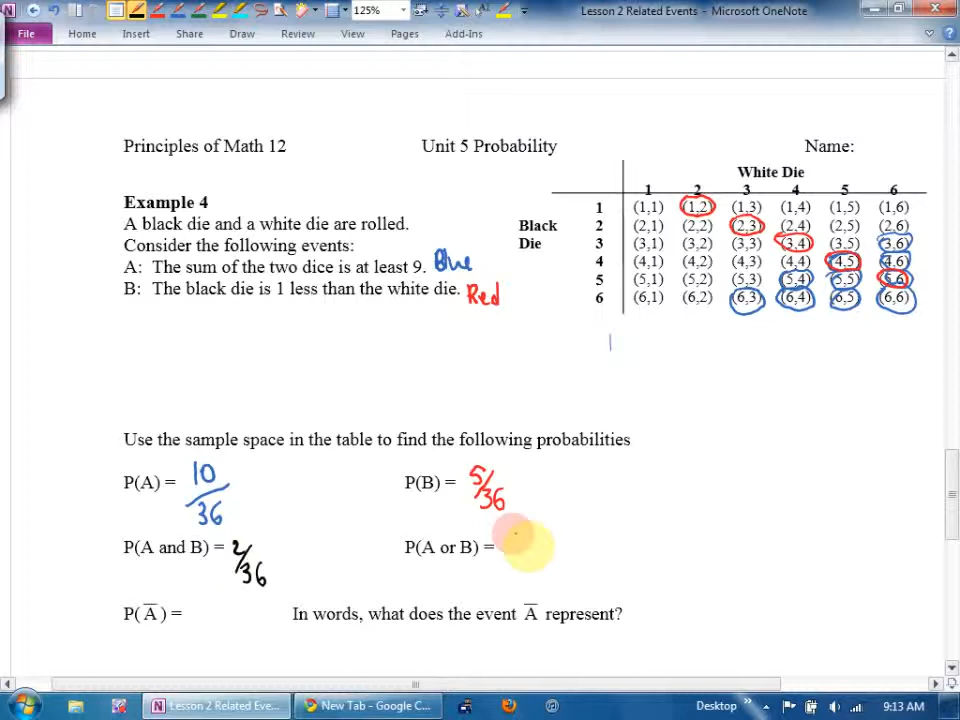 125%
Lesson 2 Related Events - Microsoft OneNote
File Home Insert Share Draw Review View Pages Add-Ins
Principles of Math 12 Unit 5 Probability Name:
White Die
1 2 3 4 5 6
Example 4
A black die and a white die are rolled.
Consider the following events:
A: The sum of the two dice is at least 9. Blue
B: The black die is 1 less than the white die. Red
Black
Die
1 (1,1) (1,2) (1,3) (1,4) (1,5) (1,6)
2 (2,1) (2,2) (2,3) (2,4) (2,5) (2,6)
3 (3,1) (3,2) (3,3) (3,4) (3,5) (3,6)
4 (4,1) (4,2) (4,3) (4,4) (4,5) (4,6)
5 (5,1) (5,2) (5,3) (5,4) (5,5) (5,6)
6 (6,1) (6,2) (6,3) (6,4) (6,5) (6,6)
Use the sample space in the table to find the following probabilities
P(A) = 10/36 P(B) = 5/36
P(A and B) = 2/36 P(A or B) =
P( A̅ ) = In words, what does the event A̅ represent?
Lesson 2 Related Eve... New Tab - Google C... Desktop 9:13 AM